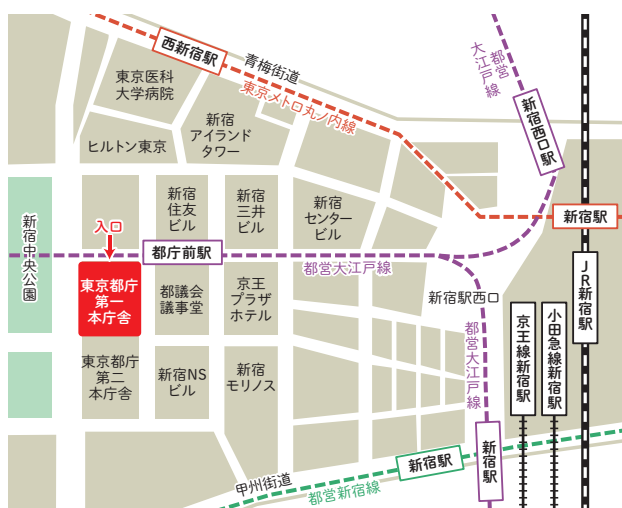 西新宿駅
青梅街道
東京メトロ丸ノ内線
都営
大江戸線
新宿西口駅
東京医科
大学病院
新宿
アイランド
タワー
ヒルトン東京
新宿
住友
ビル
新宿
三井
ビル
新宿
センター
ビル
新宿駅
新宿中央公園
入口
都庁前駅
都営大江戸線
JR新宿駅
東京都庁
第一
本庁舎
都議会
議事堂
京王
プラザ
ホテル
新宿駅西口
都営大江戸線
京王線新宿駅
小田急線新宿駅
東京都庁
第二
本庁舎
新宿NS
ビル
新宿
モリノス
新宿駅
新宿駅
甲州街道
都営新宿線